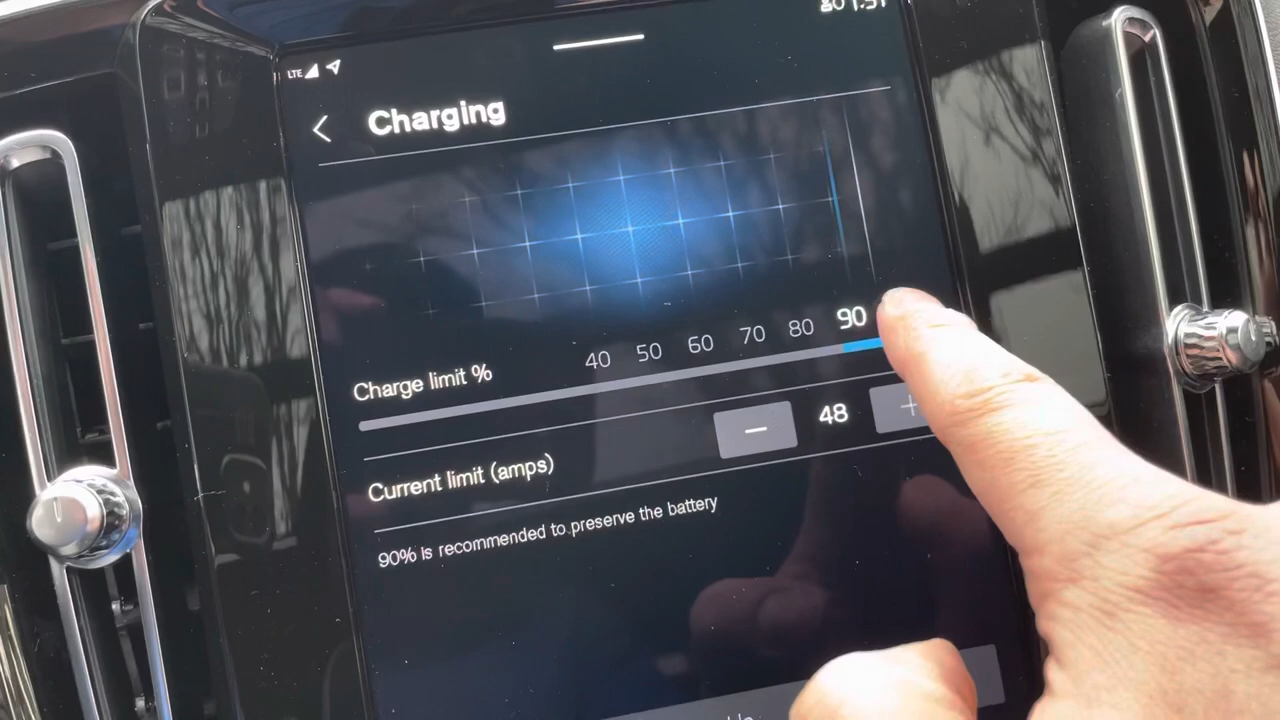 LTE
Charging
40 50 60 70 80 90
Charge limit %
48
Current limit (amps)
90% is recommended to preserve the battery